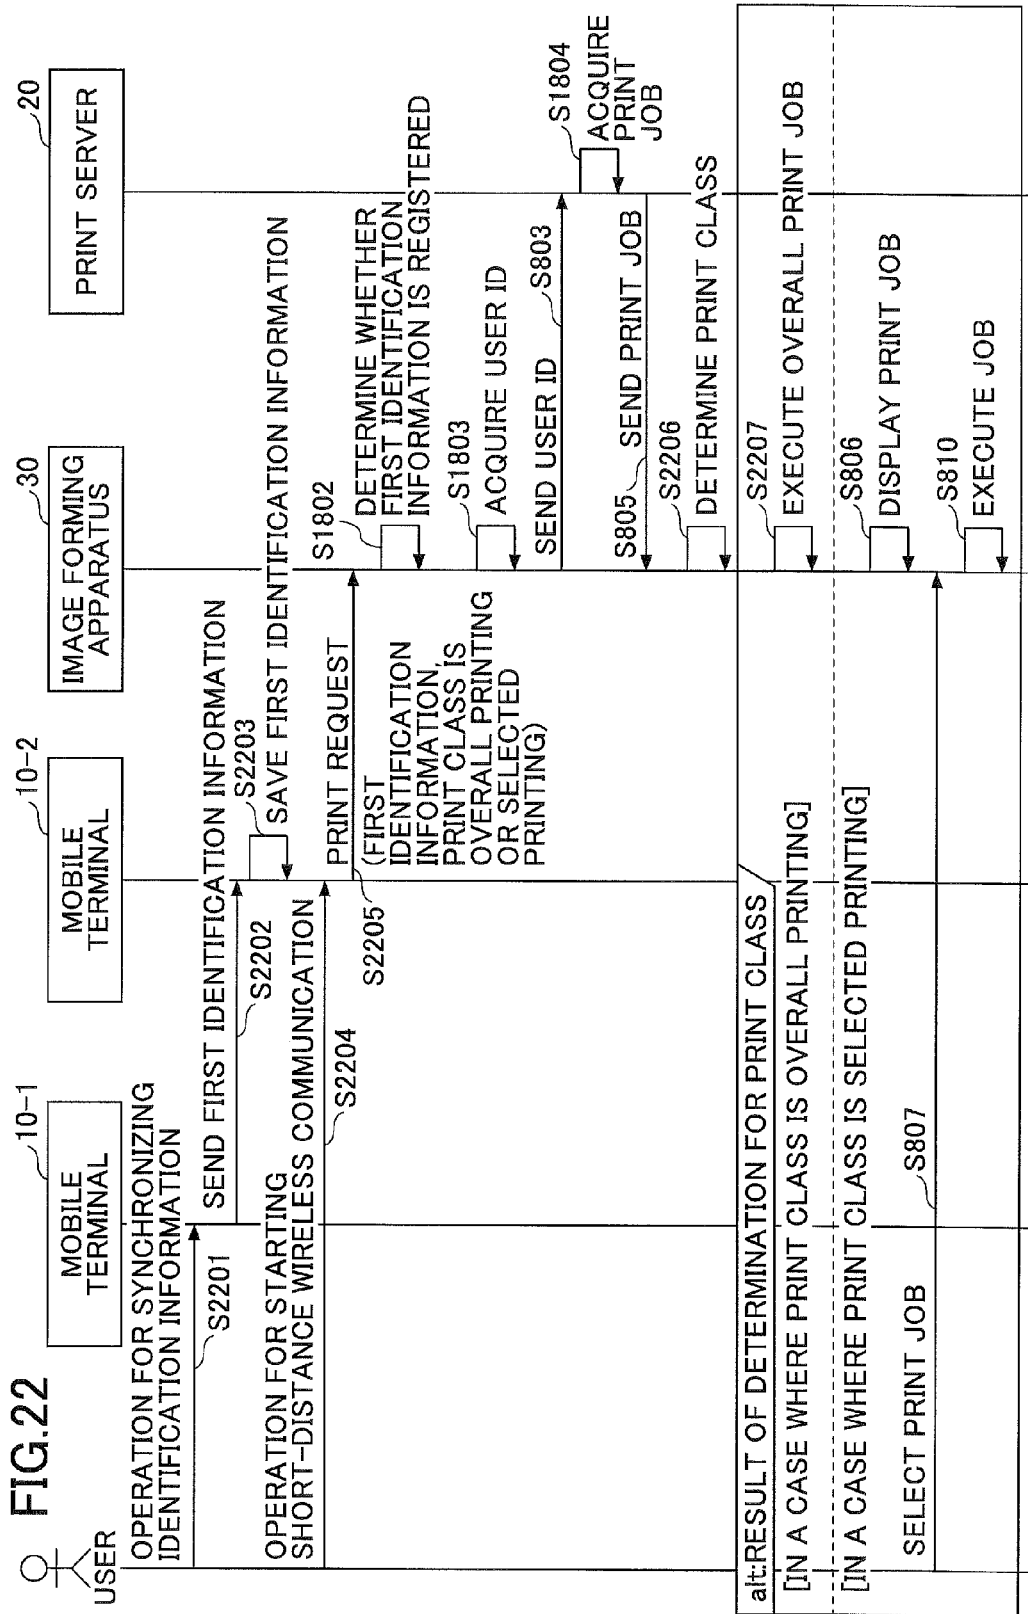 FIG.22
USER
10-1
MOBILE
TERMINAL
10-2
MOBILE
TERMINAL
30
IMAGE FORMING
APPARATUS
20
PRINT SERVER
OPERATION FOR SYNCHRONIZING
IDENTIFICATION INFORMATION
S2201
SEND FIRST IDENTIFICATION INFORMATION
S2202
S2203
SAVE FIRST IDENTIFICATION INFORMATION
OPERATION FOR STARTING
SHORT-DISTANCE WIRELESS COMMUNICATION
S2204
PRINT REQUEST
S2205
(FIRST
IDENTIFICATION
INFORMATION,
PRINT CLASS IS
OVERALL PRINTING
OR SELECTED
PRINTING)
S1802
DETERMINE WHETHER
FIRST IDENTIFICATION
INFORMATION IS REGISTERED
S1803
ACQUIRE USER ID
SEND USER ID
S803
S1804
ACQUIRE
PRINT
JOB
S805
SEND PRINT JOB
S2206
DETERMINE PRINT CLASS
alt:RESULT OF DETERMINATION FOR PRINT CLASS
[IN A CASE WHERE PRINT CLASS IS OVERALL PRINTING]
S2207
EXECUTE OVERALL PRINT JOB
[IN A CASE WHERE PRINT CLASS IS SELECTED PRINTING]
S806
DISPLAY PRINT JOB
SELECT PRINT JOB
S807
S810
EXECUTE JOB